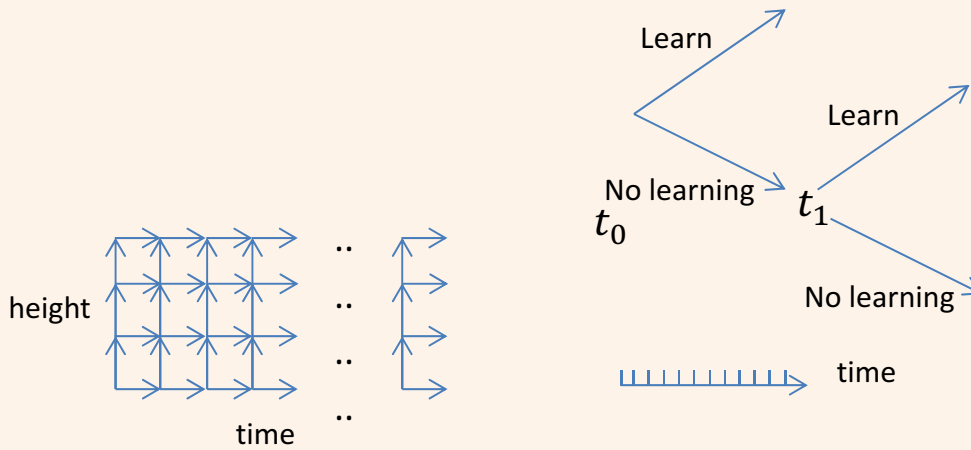 Learn
Learn
No learning
t₀
t₁
..
height
..
No learning
..
time
..
time